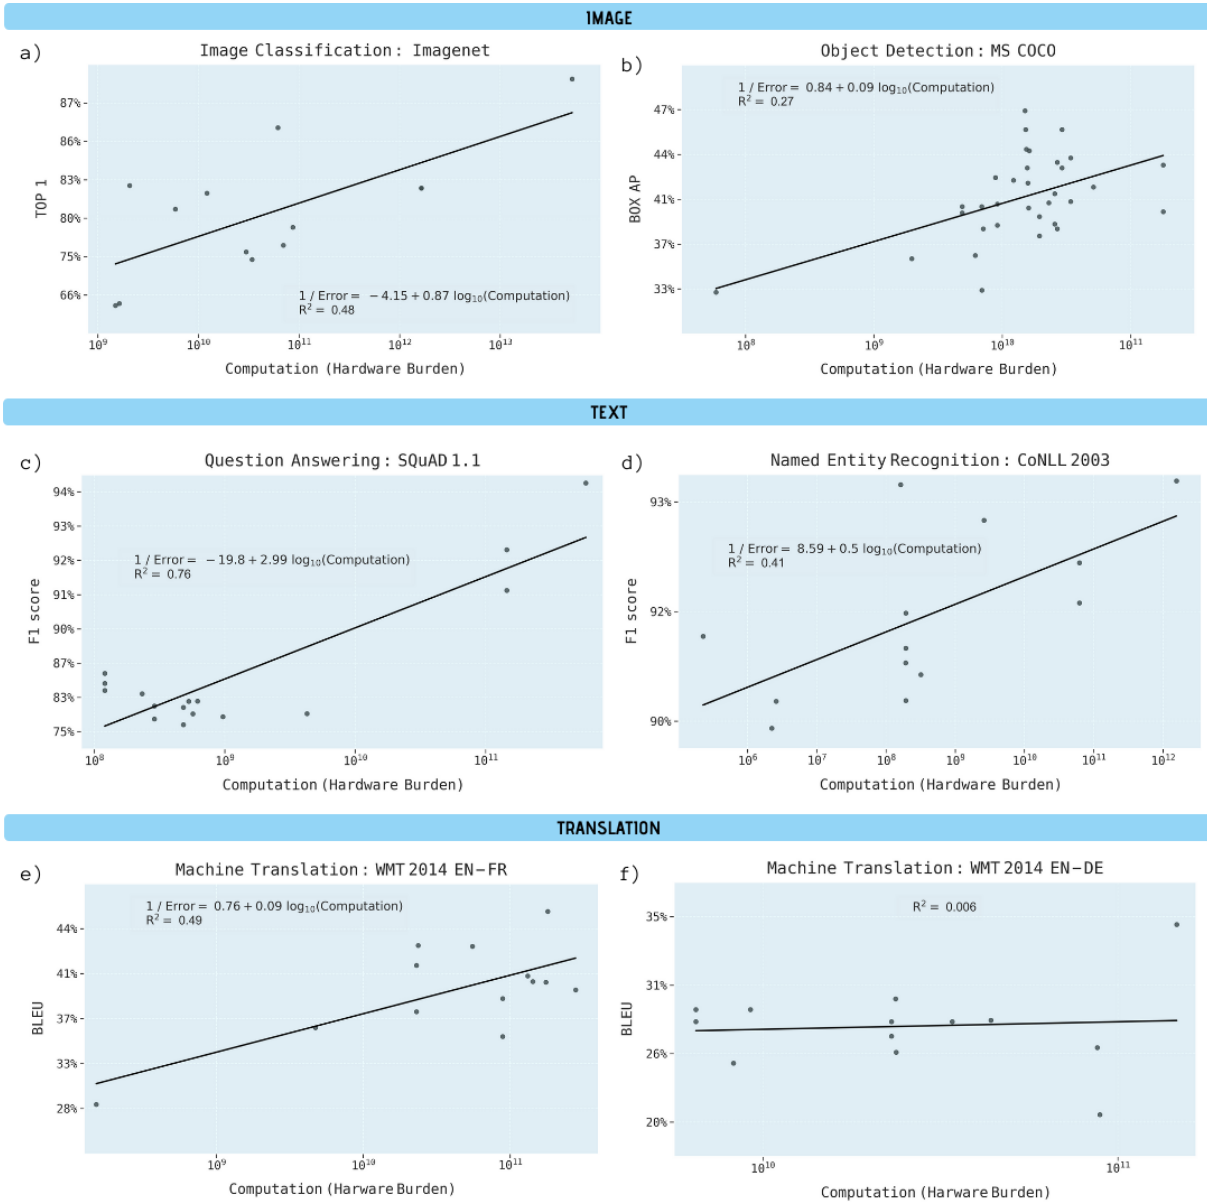 IMAGE
a)
Image Classification: Imagenet
87%
86%
83%
80%
75%
66%
TOP 1
1 / Error = −4.15 + 0.87 log10(Computation)
R² = 0.48
10⁹
10¹⁰
10¹¹
10¹²
10¹³
Computation (Hardware Burden)
b)
Object Detection: MS COCO
1 / Error = 0.84 + 0.09 log10(Computation)
R² = 0.27
47%
44%
41%
37%
33%
BOX AP
10⁸
10⁹
10¹⁰
10¹¹
Computation (Hardware Burden)
TEXT
c)
Question Answering: SQuAD 1.1
94%
93%
92%
91%
90%
87%
83%
75%
F1 score
1 / Error = −19.8 + 2.99 log10(Computation)
R² = 0.76
10⁸
10⁹
10¹⁰
10¹¹
Computation (Hardware Burden)
d)
Named Entity Recognition: CoNLL 2003
93%
92%
90%
F1 score
1 / Error = 8.59 + 0.5 log10(Computation)
R² = 0.41
10⁶
10⁷
10⁸
10⁹
10¹⁰
10¹¹
10¹²
Computation (Hardware Burden)
TRANSLATION
e)
Machine Translation: WMT 2014 EN–FR
1 / Error = 0.76 + 0.09 log10(Computation)
R² = 0.49
44%
41%
37%
33%
28%
BLEU
10⁹
10¹⁰
10¹¹
Computation (Harware Burden)
f)
Machine Translation: WMT 2014 EN–DE
R² = 0.006
35%
31%
26%
20%
BLEU
10¹⁰
10¹¹
Computation (Harware Burden)